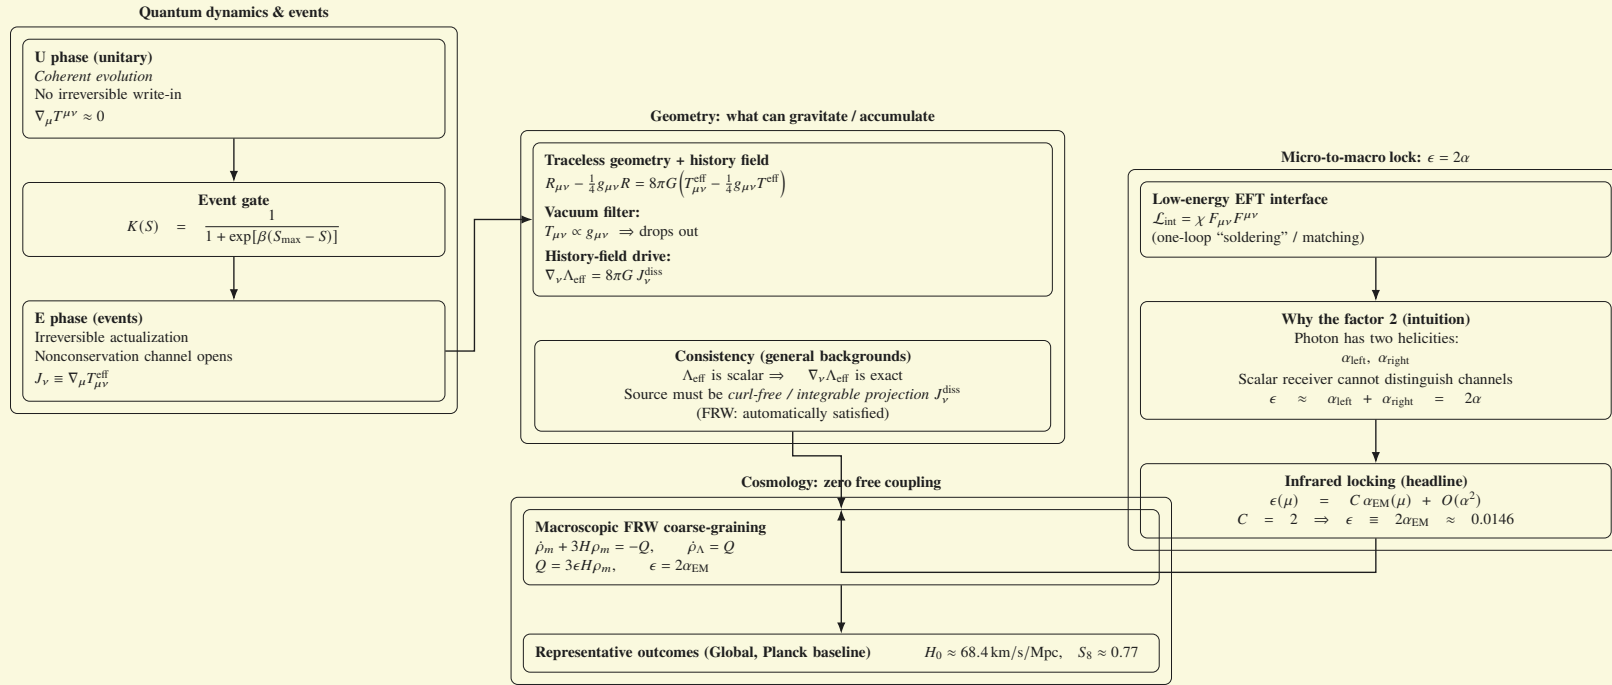 Quantum dynamics & events
U phase (unitary)
Coherent evolution
No irreversible write-in
∇_μ T^{μν} ≈ 0
Event gate
K(S) = 1 / (1 + exp[β(S_max − S)])
E phase (events)
Irreversible actualization
Nonconservation channel opens
J_ν ≡ ∇_μ T^{eff}_{μν}
Geometry: what can gravitate / accumulate
Traceless geometry + history field
R_{μν} − ¼ g_{μν} R = 8πG(T^{eff}_{μν} − ¼ g_{μν} T^{eff})
Vacuum filter:
T_{μν} ∝ g_{μν} ⇒ drops out
History-field drive:
∇_ν Λ_eff = 8πG J^{diss}_ν
Consistency (general backgrounds)
Λ_eff is scalar ⇒ ∇_ν Λ_eff is exact
Source must be curl-free / integrable projection J^{diss}_ν
(FRW: automatically satisfied)
Micro-to-macro lock: ϵ = 2α
Low-energy EFT interface
ℒ_int = χ F_{μν} F^{μν}
(one-loop “soldering” / matching)
Why the factor 2 (intuition)
Photon has two helicities:
α_left, α_right
Scalar receiver cannot distinguish channels
ϵ ≈ α_left + α_right = 2α
Infrared locking (headline)
ϵ(μ) = C α_EM(μ) + O(α²)
C = 2 ⇒ ϵ ≡ 2α_EM ≈ 0.0146
Cosmology: zero free coupling
Macroscopic FRW coarse-graining
ρ̇_m + 3Hρ_m = −Q, ρ̇_Λ = Q
Q = 3ϵHρ_m, ϵ = 2α_EM
Representative outcomes (Global, Planck baseline) H_0 ≈ 68.4 km/s/Mpc, S_8 ≈ 0.77